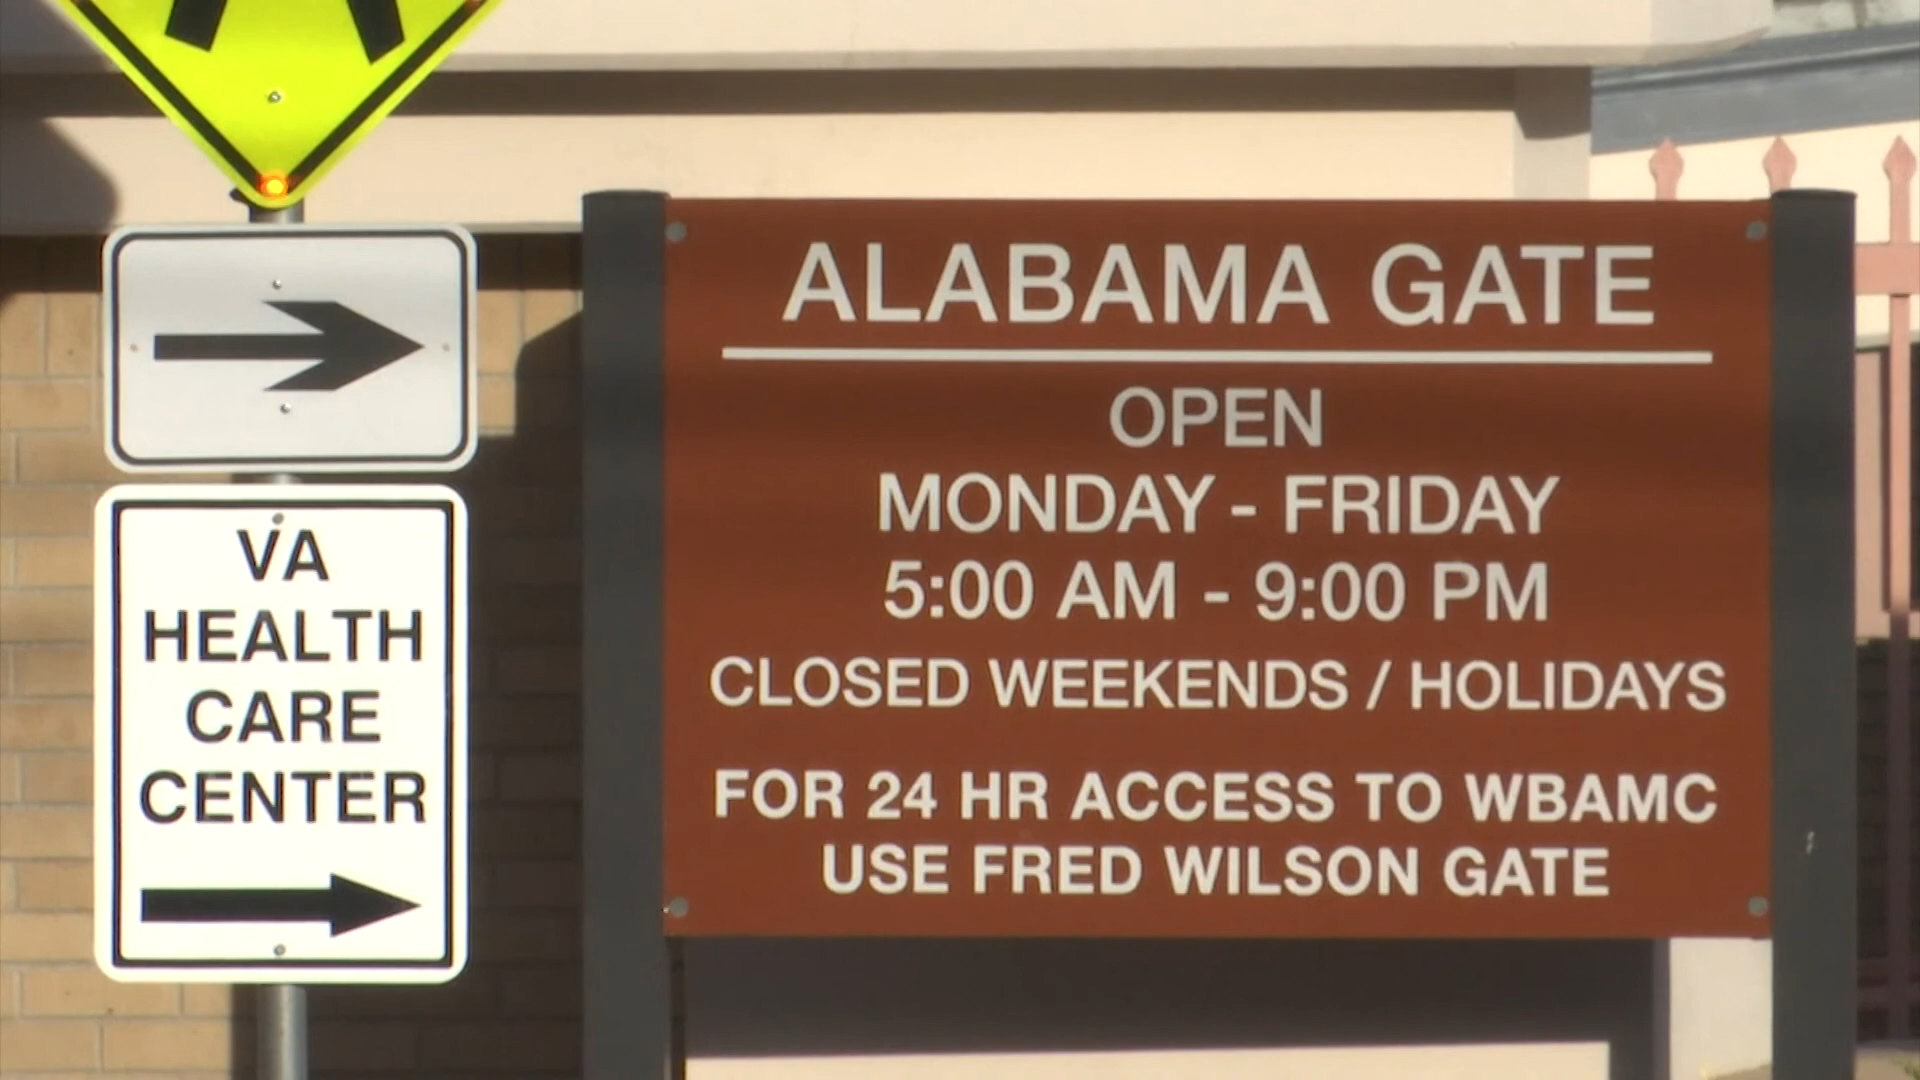 VA
HEALTH
CARE
CENTER
ALABAMA GATE
OPEN
MONDAY - FRIDAY
5:00 AM - 9:00 PM
CLOSED WEEKENDS / HOLIDAYS
FOR 24 HR ACCESS TO WBAMC
USE FRED WILSON GATE